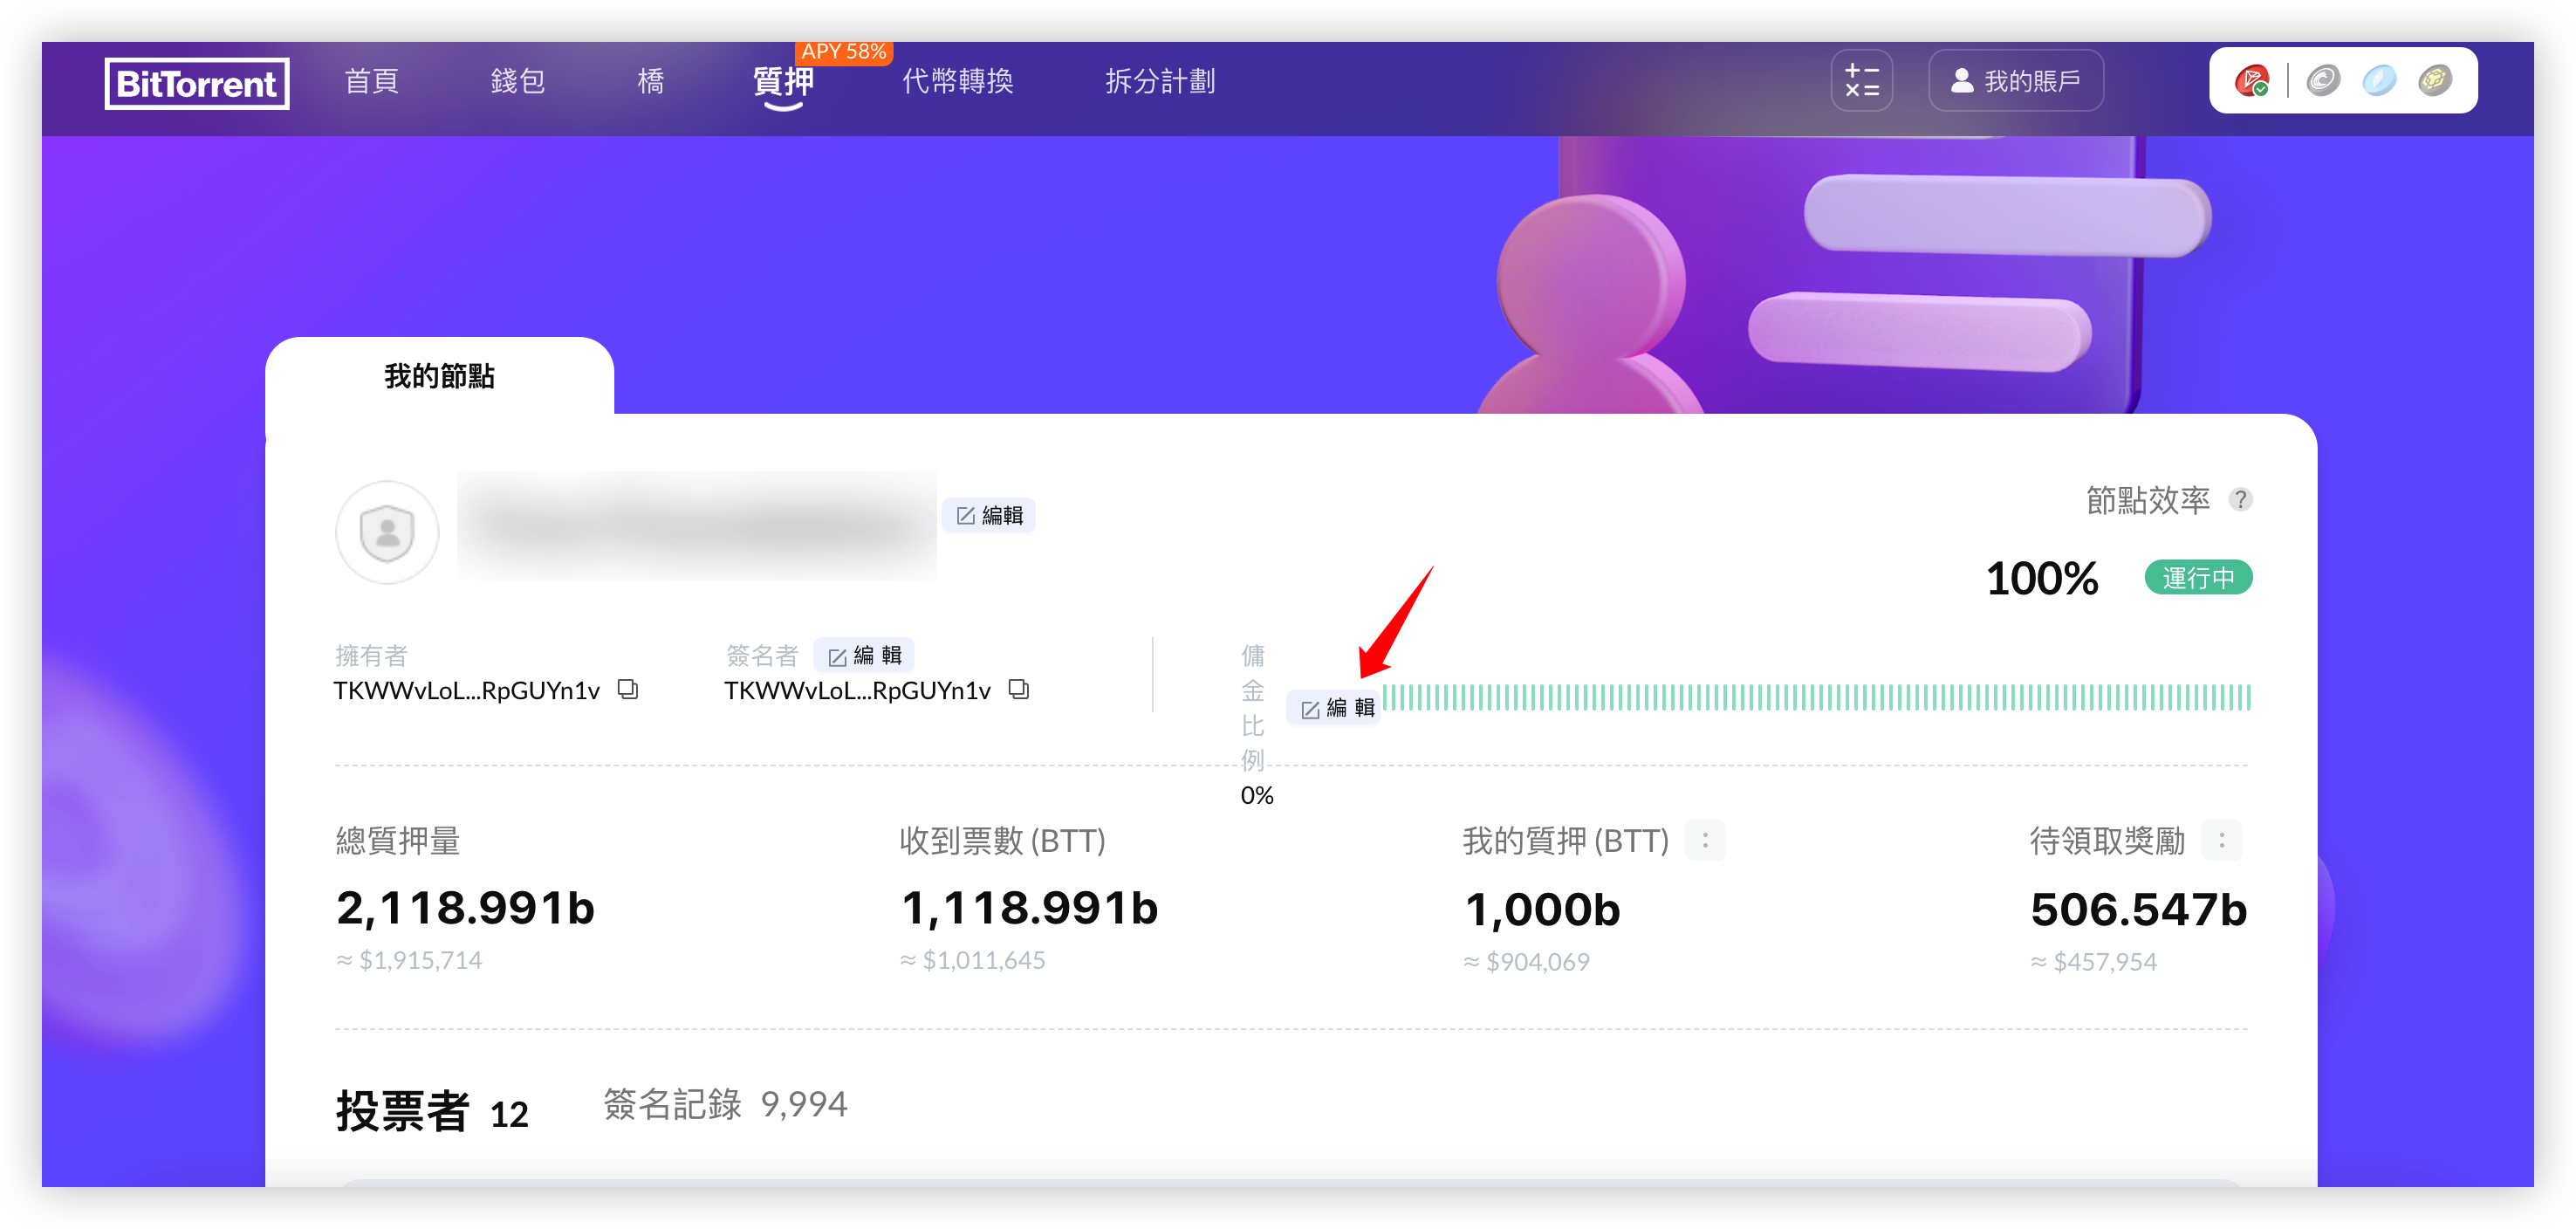 APY 58%
BitTorrent 首頁 錢包 橋 質押 代幣轉換 拆分計劃 我的賬戶
我的節點
編輯
節點效率 ?
100% 運行中
擁有者 簽名者 編輯
TKWWvLoL...RpGUYn1v TKWWvLoL...RpGUYn1v
傭
金
比
例
0%
編輯
總質押量 收到票數 (BTT) 我的質押 (BTT) : 待領取獎勵 :
2,118.991b 1,118.991b 1,000b 506.547b
≈ $1,915,714 ≈ $1,011,645 ≈ $904,069 ≈ $457,954
投票者 12 簽名記錄 9,994